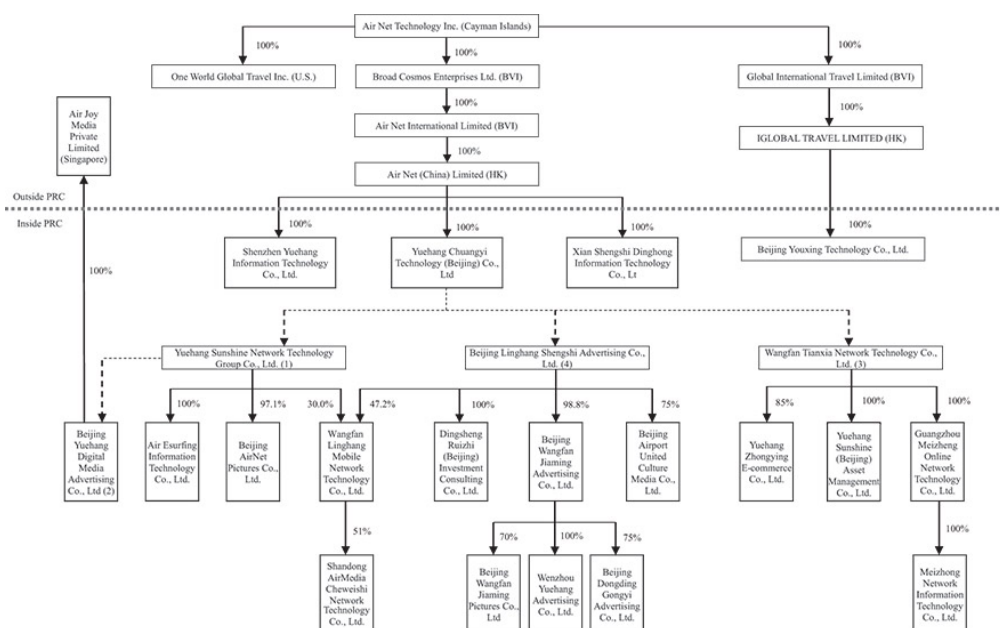 Air Net Technology Inc. (Cayman Islands)
100%
100%
100%
One World Global Travel Inc. (U.S.)
Broad Cosmos Enterprises Ltd. (BVI)
Global International Travel Limited (BVI)
100%
100%
Air Joy
Media
Private
Limited
(Singapore)
Air Net International Limited (BVI)
IGLOBAL TRAVEL LIMITED (HK)
100%
Air Net (China) Limited (HK)
Outside PRC
Inside PRC
100%
100%
100%
100%
Shenzhen Yuehang
Information Technology
Co., Ltd.
Yuehang Chuangyi
Technology (Beijing) Co.,
Ltd
Xian Shengshi Dinghong
Information Technology
Co., Lt
Beijing Youxing Technology Co., Ltd.
100%
Yuehang Sunshine Network Technology
Group Co., Ltd. (1)
Beijing Linghang Shengshi Advertising Co.,
Ltd. (4)
Wangfan Tianxia Network Technology Co.,
Ltd. (3)
100%
97.1%
30.0%
47.2%
100%
98.8%
75%
85%
100%
100%
Beijing
Yuehang
Digital
Media
Advertising
Co., Ltd (2)
Air Esurfing
Information
Technology
Co., Ltd.
Beijing
AirNet
Pictures Co.,
Ltd.
Wangfan
Linghang
Mobile
Network
Technology
Co., Ltd.
Dingsheng
Ruizhi
(Beijing)
Investment
Consulting
Co., Ltd.
Beijing
Wangfan
Jiaming
Advertising
Co., Ltd.
Beijing
Airport
United
Culture
Media Co.,
Ltd.
Yuehang
Zhongying
E-commerce
Co., Ltd.
Yuehang
Sunshine
(Beijing)
Asset
Management
Co., Ltd.
Guangzhou
Meizheng
Online
Network
Technology
Co., Ltd.
51%
70%
100%
75%
100%
Shandong
AirMedia
Cheweishi
Network
Technology
Co., Ltd.
Beijing
Wangfan
Jiaming
Pictures Co.,
Ltd
Wenzhou
Yuehang
Advertising
Co., Ltd.
Beijing
Dongding
Gongyi
Advertising
Co., Ltd.
Meizhong
Network
Information
Technology
Co., Ltd.